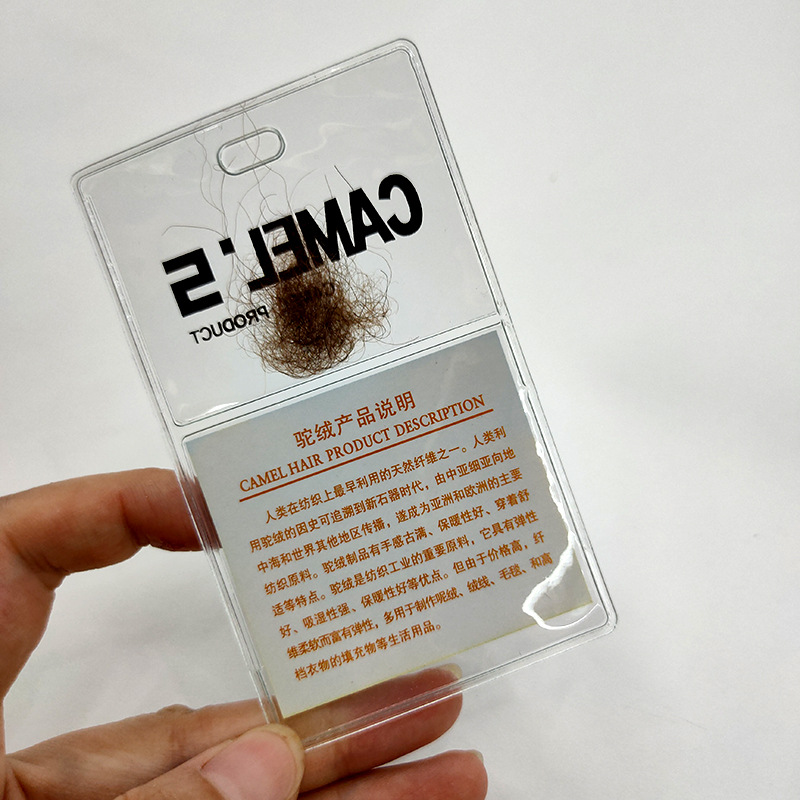 CAMEL'S
PRODUCT
驼绒产品说明
CAMEL HAIR PRODUCT DESCRIPTION
人类在纺织上最早利用的天然纤维之一。人类利
用驼绒的因史可追溯到新石器时代，由中亚细亚向地
中海和世界其他地区传播，遂成为亚洲和欧洲的主要
纺织原料。驼绒制品有手感古满、保暖性好、穿着舒
适等特点。驼绒是纺织工业的重要原料，它具有弹性
好、吸湿性强、保暖性好等优点。但由于价格高，纤
维柔软而富有弹性，多用于制作呢绒、绒线、毛毯、和高
档衣物的填充物等生活用品。